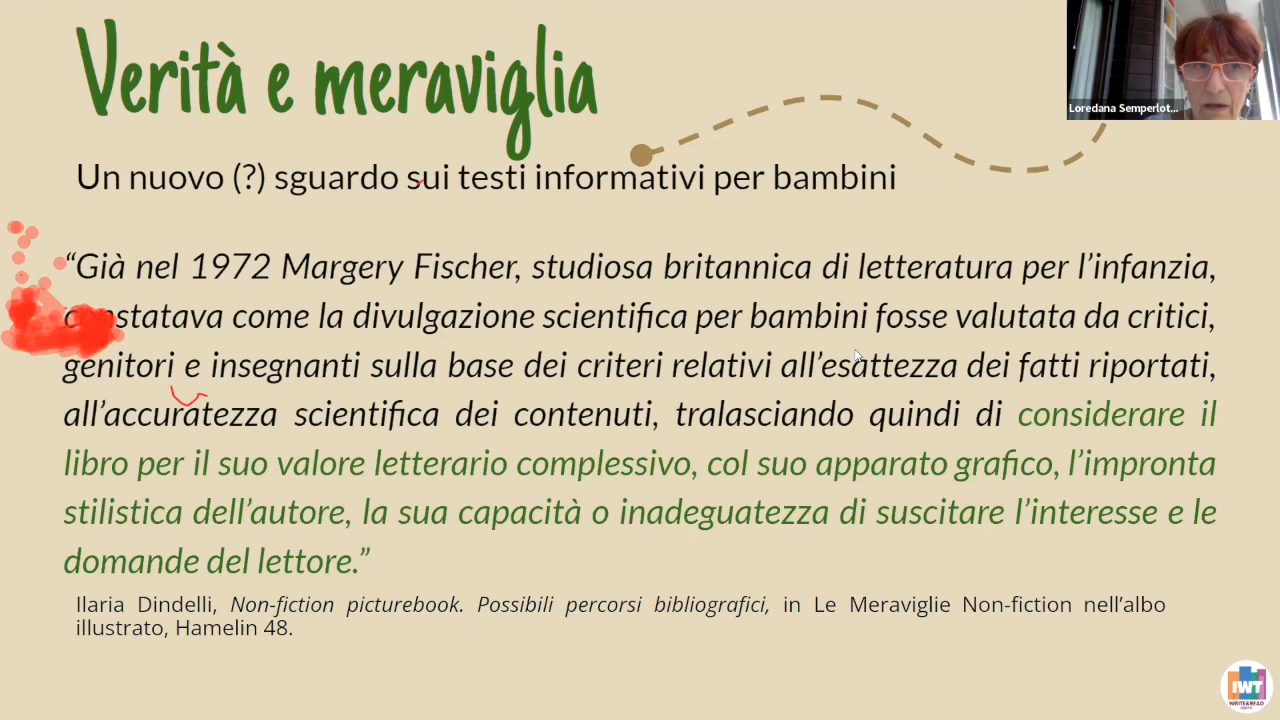 Verità e meraviglia
Loredana Semperlot...
Un nuovo (?) sguardo sui testi informativi per bambini
“Già nel 1972 Margery Fischer, studiosa britannica di letteratura per l’infanzia,
constatava come la divulgazione scientifica per bambini fosse valutata da critici,
genitori e insegnanti sulla base dei criteri relativi all’esattezza dei fatti riportati,
all’accuratezza scientifica dei contenuti, tralasciando quindi di considerare il
libro per il suo valore letterario complessivo, col suo apparato grafico, l’impronta
stilistica dell’autore, la sua capacità o inadeguatezza di suscitare l’interesse e le
domande del lettore.”
Ilaria Dindelli, Non-fiction picturebook. Possibili percorsi bibliografici, in Le Meraviglie Non-fiction nell’albo
illustrato, Hamelin 48.
IWT
WRITE&READ